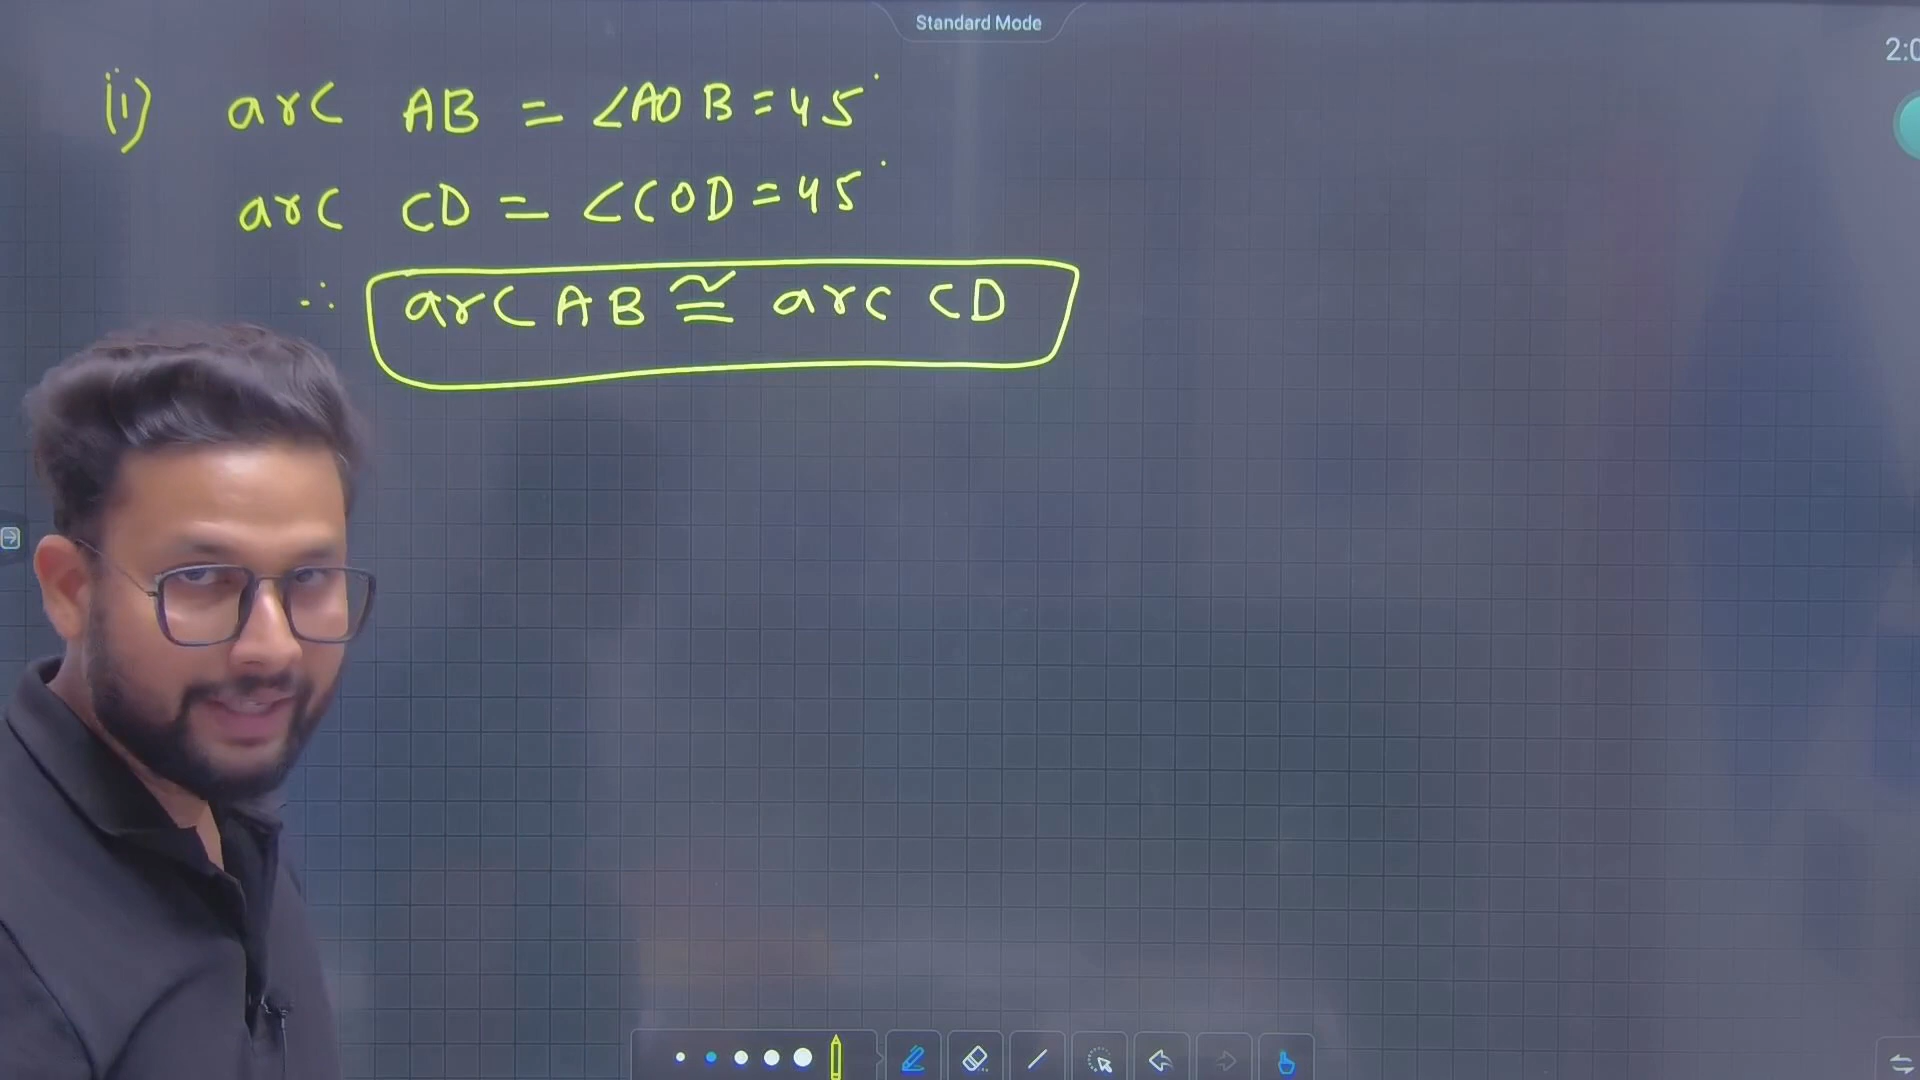 Standard Mode
2:0
ii) arc AB = ∠AOB = 45°
arc CD = ∠COD = 45°
∴ arc AB ≅ arc CD